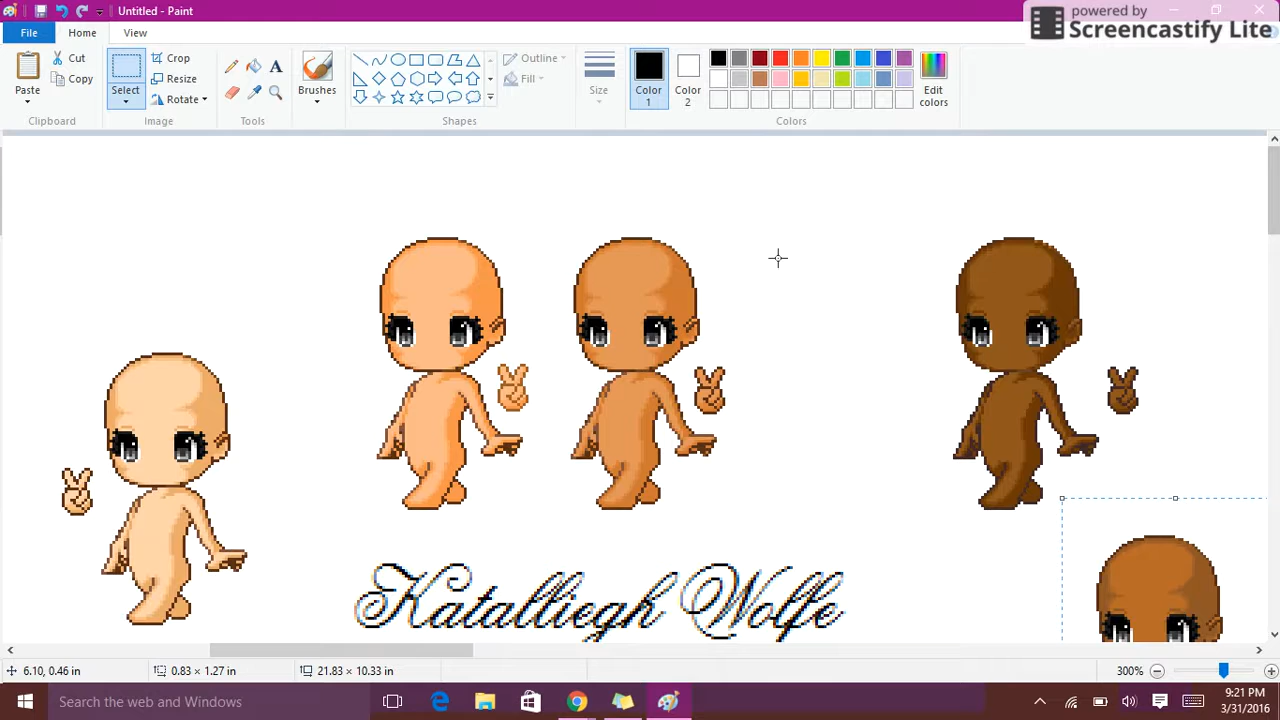 Untitled - Paint
powered by
Screencastify Lite
File
Home
View
Paste
Cut
Copy
Clipboard
Select
Crop
Resize
Rotate
Image
A
Tools
Brushes
Outline
Fill
Shapes
Size
Color
1
Color
2
Edit
colors
Colors
Katalliegh Wolfe
6.10, 0.46 in
0.83 × 1.27 in
21.83 × 10.33 in
300%
Search the web and Windows
9:21 PM
3/31/2016